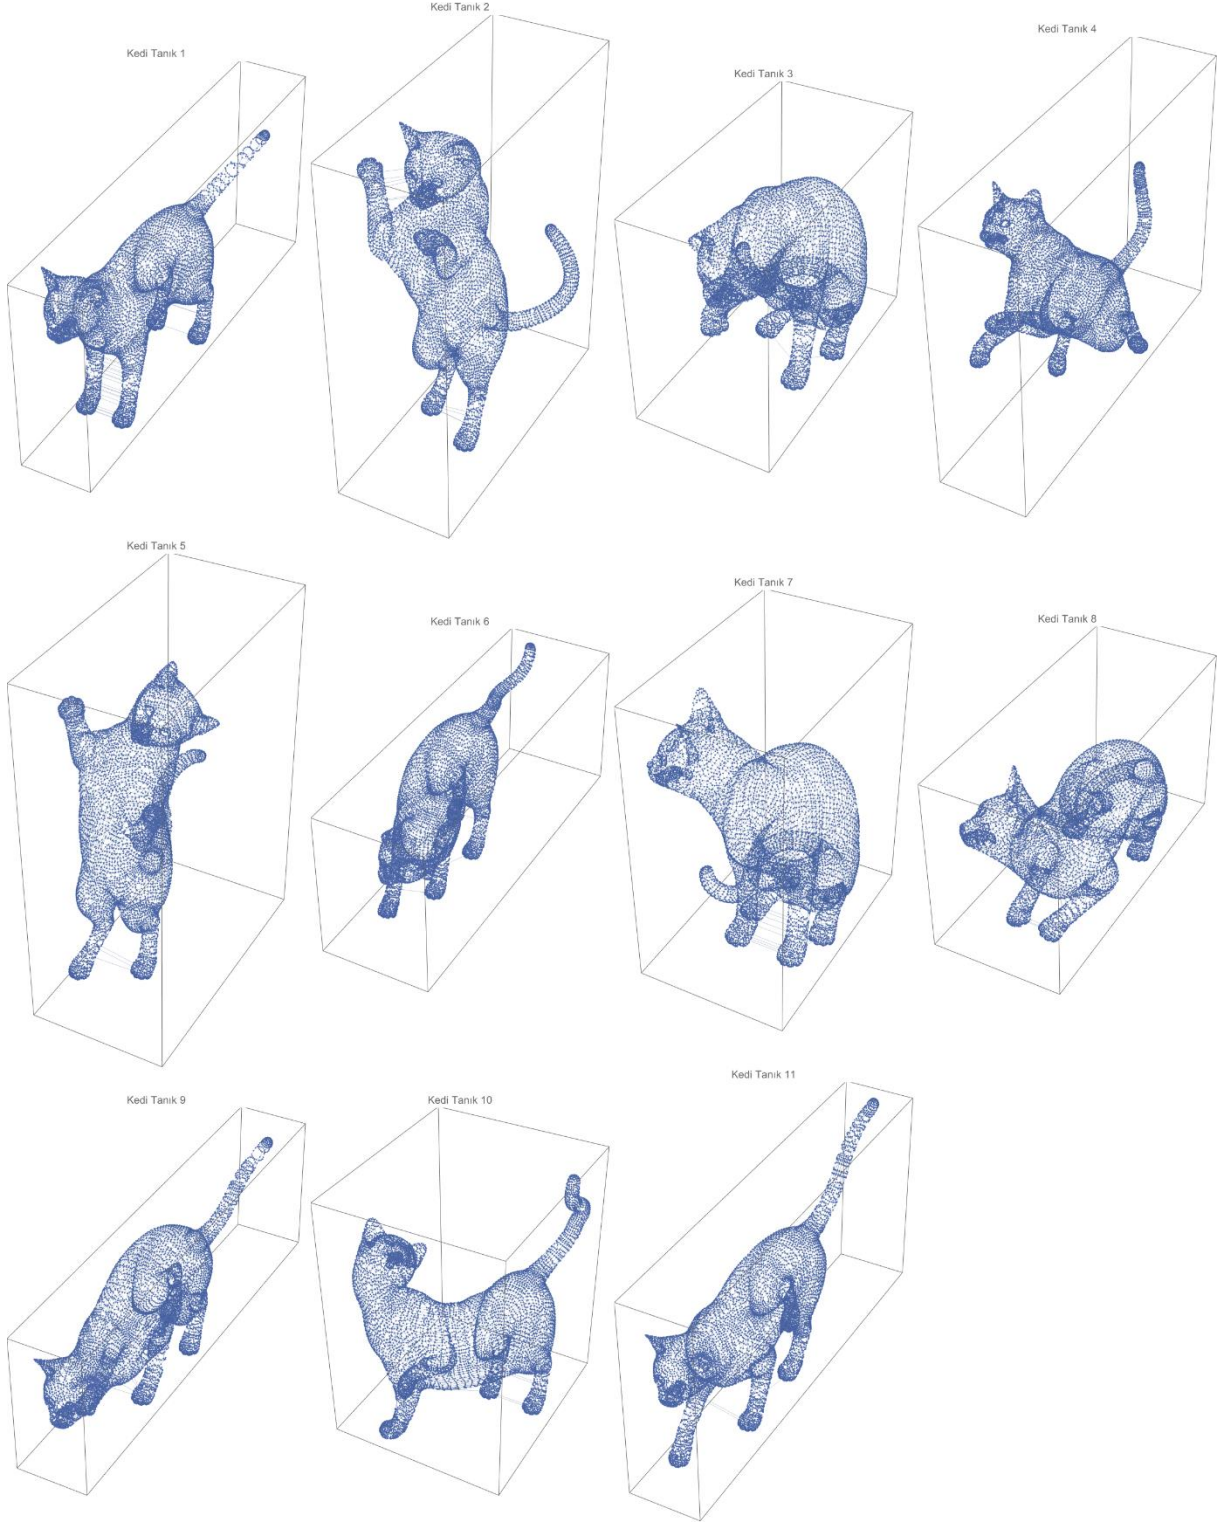 Kedi Tanık 1
Kedi Tanık 2
Kedi Tanık 3
Kedi Tanık 4
Kedi Tanık 5
Kedi Tanık 6
Kedi Tanık 7
Kedi Tanık 8
Kedi Tanık 9
Kedi Tanık 10
Kedi Tanık 11